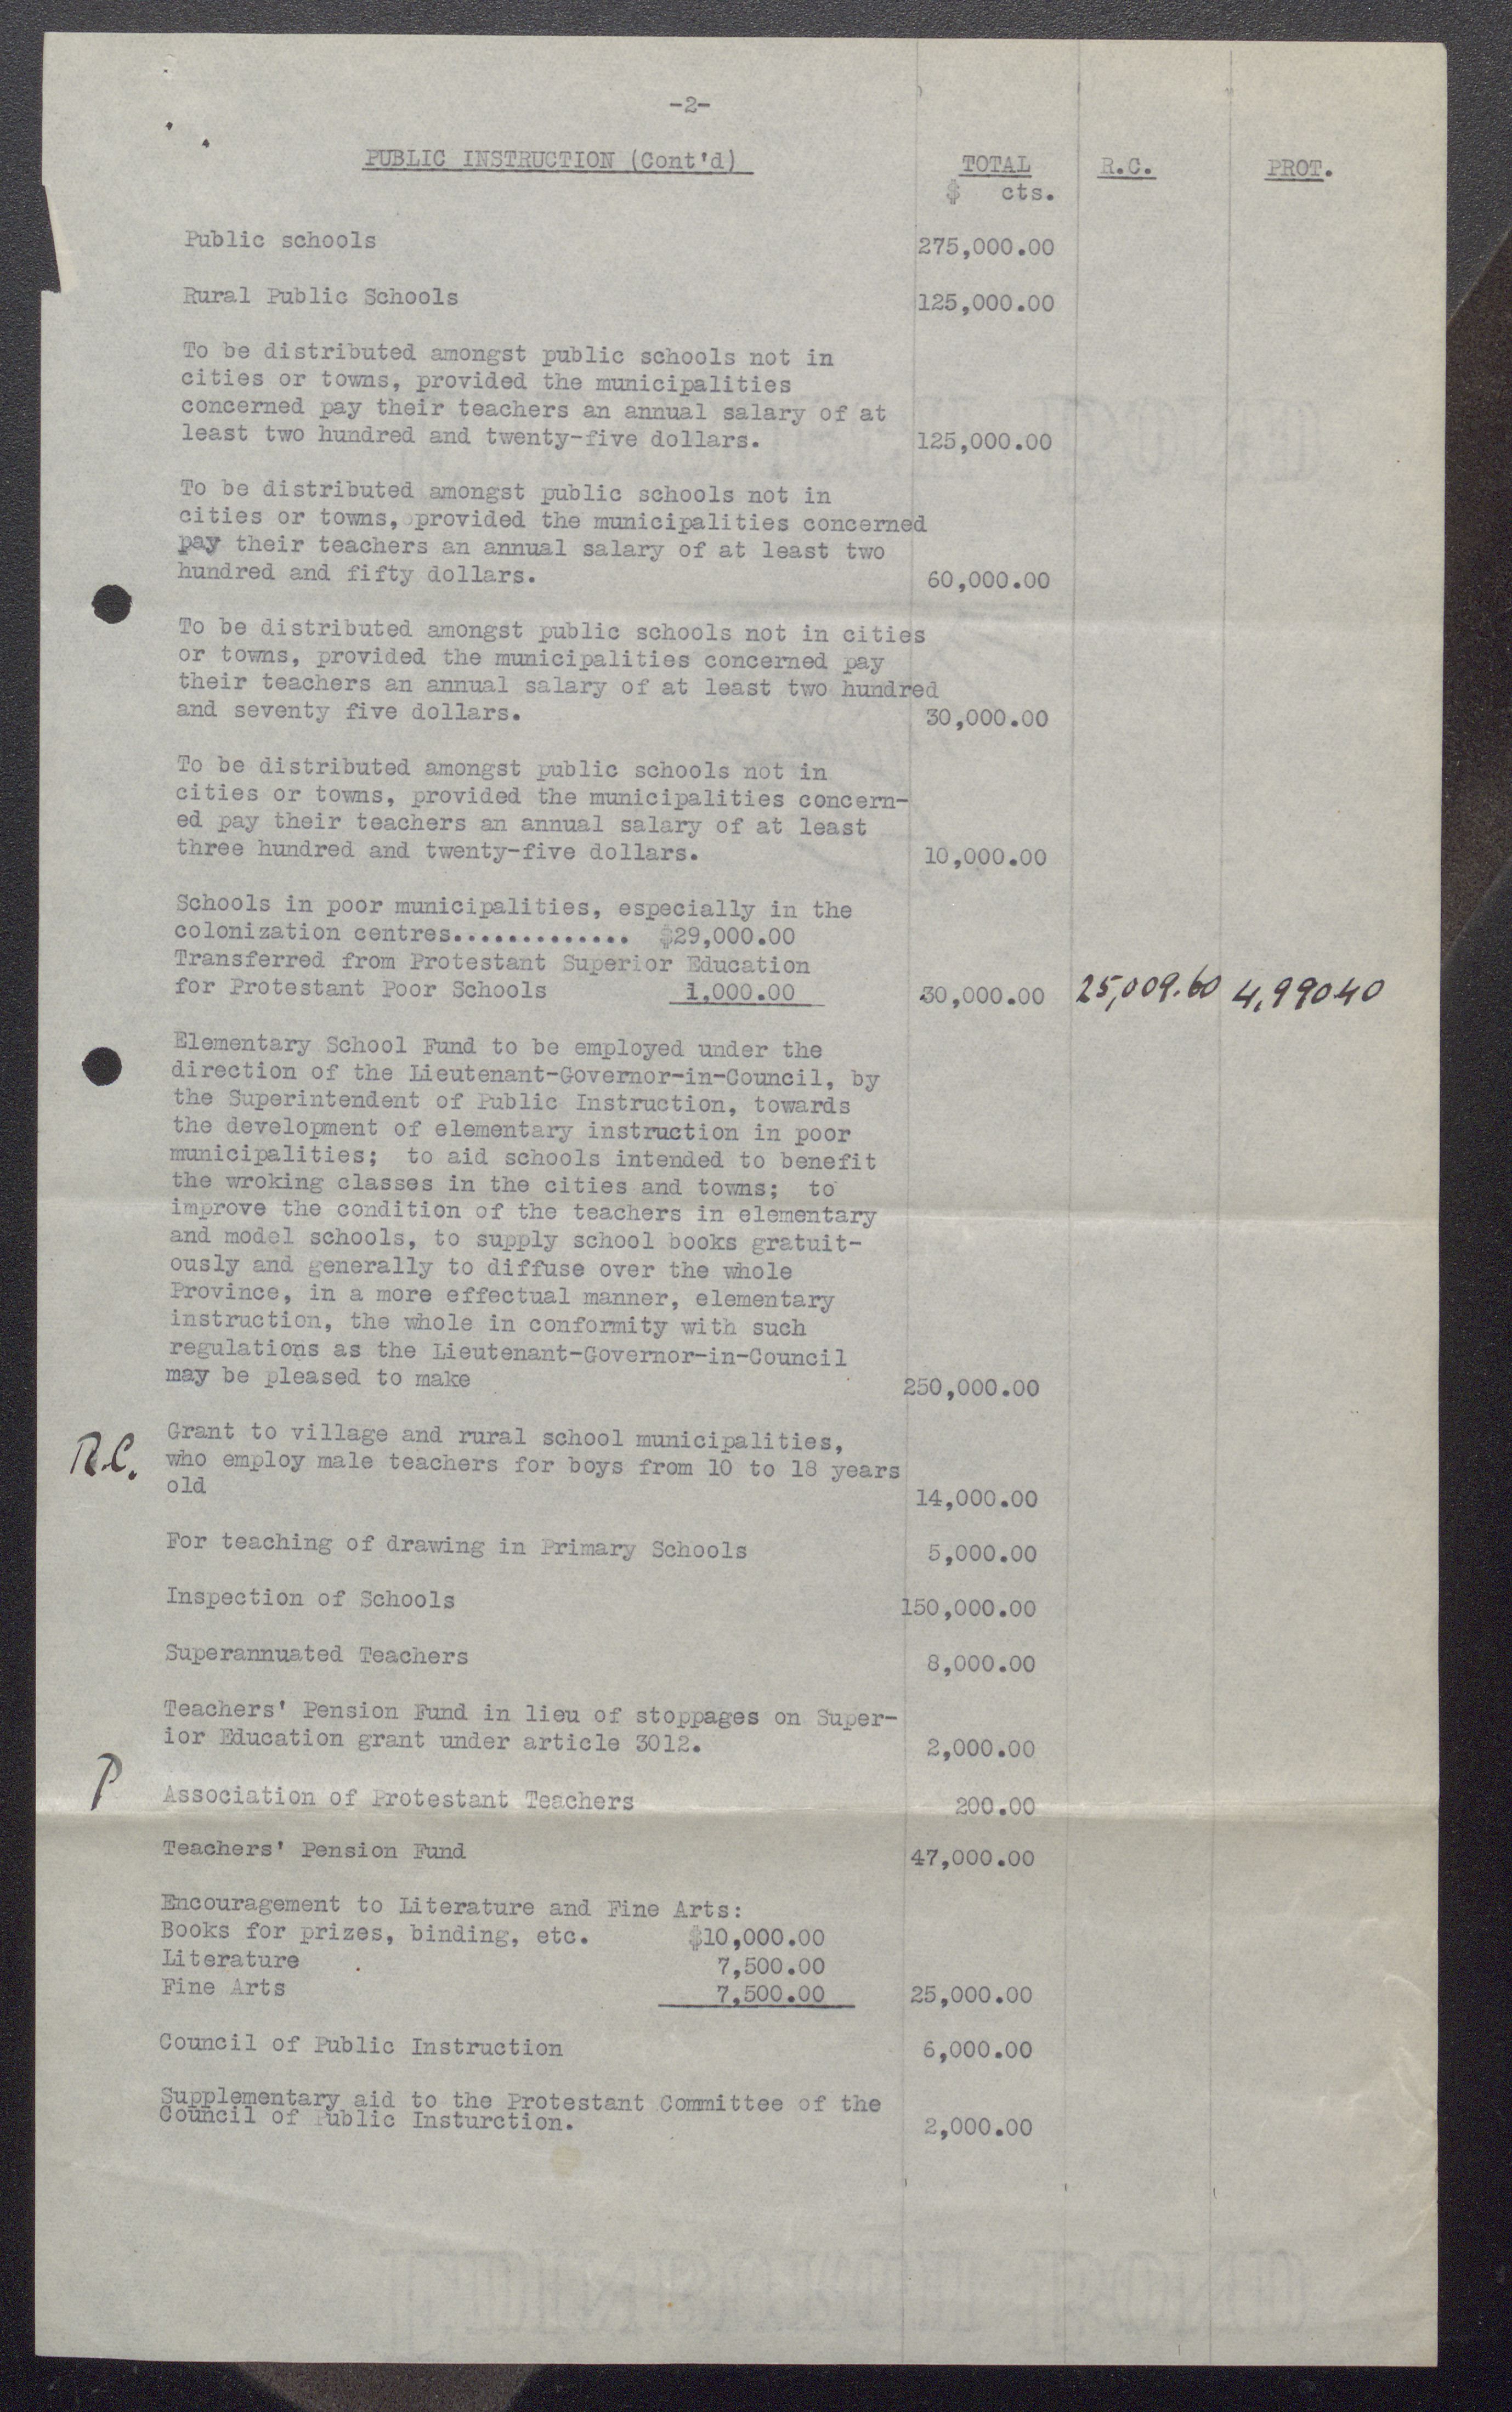 -2-
PUBLIC INSTRUCTION (Cont'd) TOTAL R.C. PROT.
$ cts.
Public schools 275,000.00
Rural Public Schools 125,000.00
To be distributed amongst public schools not in
cities or towns, provided the municipalities
concerned pay their teachers an annual salary of at
least two hundred and twenty-five dollars. 125,000.00
To be distributed amongst public schools not in
cities or towns, provided the municipalities concerned
pay their teachers an annual salary of at least two
hundred and fifty dollars. 60,000.00
To be distributed amongst public schools not in cities
or towns, provided the municipalities concerned pay
their teachers an annual salary of at least two hundred
and seventy five dollars. 30,000.00
To be distributed amongst public schools not in
cities or towns, provided the municipalities concern-
ed pay their teachers an annual salary of at least
three hundred and twenty-five dollars. 10,000.00
Schools in poor municipalities, especially in the
colonization centres............. $29,000.00
Transferred from Protestant Superior Education
for Protestant Poor Schools 1,000.00 30,000.00 25,009.60 4,99040
Elementary School Fund to be employed under the
direction of the Lieutenant-Governor-in-Council, by
the Superintendent of Public Instruction, towards
the development of elementary instruction in poor
municipalities; to aid schools intended to benefit
the wroking classes in the cities and towns; to
improve the condition of the teachers in elementary
and model schools, to supply school books gratuit-
ously and generally to diffuse over the whole
Province, in a more effectual manner, elementary
instruction, the whole in conformity with such
regulations as the Lieutenant-Governor-in-Council
may be pleased to make 250,000.00
R.C. Grant to village and rural school municipalities,
who employ male teachers for boys from 10 to 18 years
old 14,000.00
For teaching of drawing in Primary Schools 5,000.00
Inspection of Schools 150,000.00
Superannuated Teachers 8,000.00
Teachers' Pension Fund in lieu of stoppages on Super-
ior Education grant under article 3012. 2,000.00
P Association of Protestant Teachers 200.00
Teachers' Pension Fund 47,000.00
Encouragement to Literature and Fine Arts:
Books for prizes, binding, etc. $10,000.00
Literature 7,500.00
Fine Arts 7,500.00 25,000.00
Council of Public Instruction 6,000.00
Supplementary aid to the Protestant Committee of the
Council of Public Insturction. 2,000.00